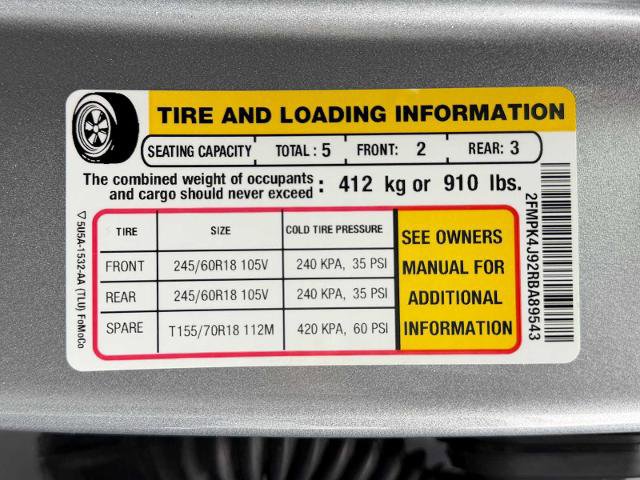 TIRE AND LOADING INFORMATION
SEATING CAPACITY TOTAL : 5 FRONT: 2 REAR: 3
The combined weight of occupants
and cargo should never exceed : 412 kg or 910 lbs.
TIRE SIZE COLD TIRE PRESSURE
FRONT 245/60R18 105V 240 KPA, 35 PSI
REAR 245/60R18 105V 240 KPA, 35 PSI
SPARE T155/70R18 112M 420 KPA, 60 PSI
SEE OWNERS
MANUAL FOR
ADDITIONAL
INFORMATION
5U5A-1532-AA (TLU) FoMoCo
2FMPK4J92RBA89543